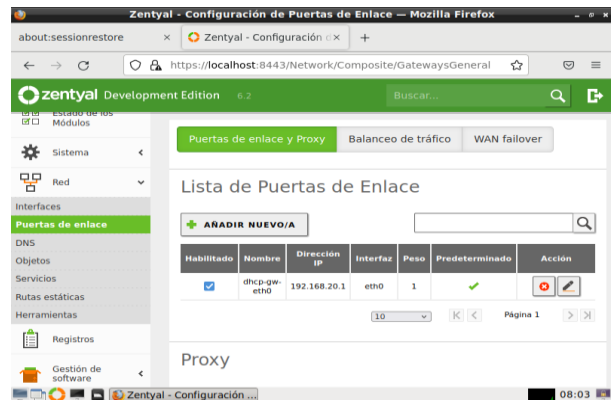 Zentyal - Configuración de Puertas de Enlace — Mozilla Firefox
about:sessionrestore
Zentyal - Configuración d
https://localhost:8443/Network/Composite/GatewaysGeneral
zentyal Development Edition 6.2
Buscar...
Estado de los
Módulos
Sistema
Red
Interfaces
Puertas de enlace
DNS
Objetos
Servicios
Rutas estáticas
Herramientas
Registros
Gestión de
software
Puertas de enlace y Proxy Balanceo de tráfico WAN failover
Lista de Puertas de Enlace
AÑADIR NUEVO/A
Habilitado Nombre Dirección IP Interfaz Peso Predeterminado Acción
dhcp-gw-eth0 192.168.20.1 eth0 1
10 Página 1
Proxy
Zentyal - Configuración ...
08:03